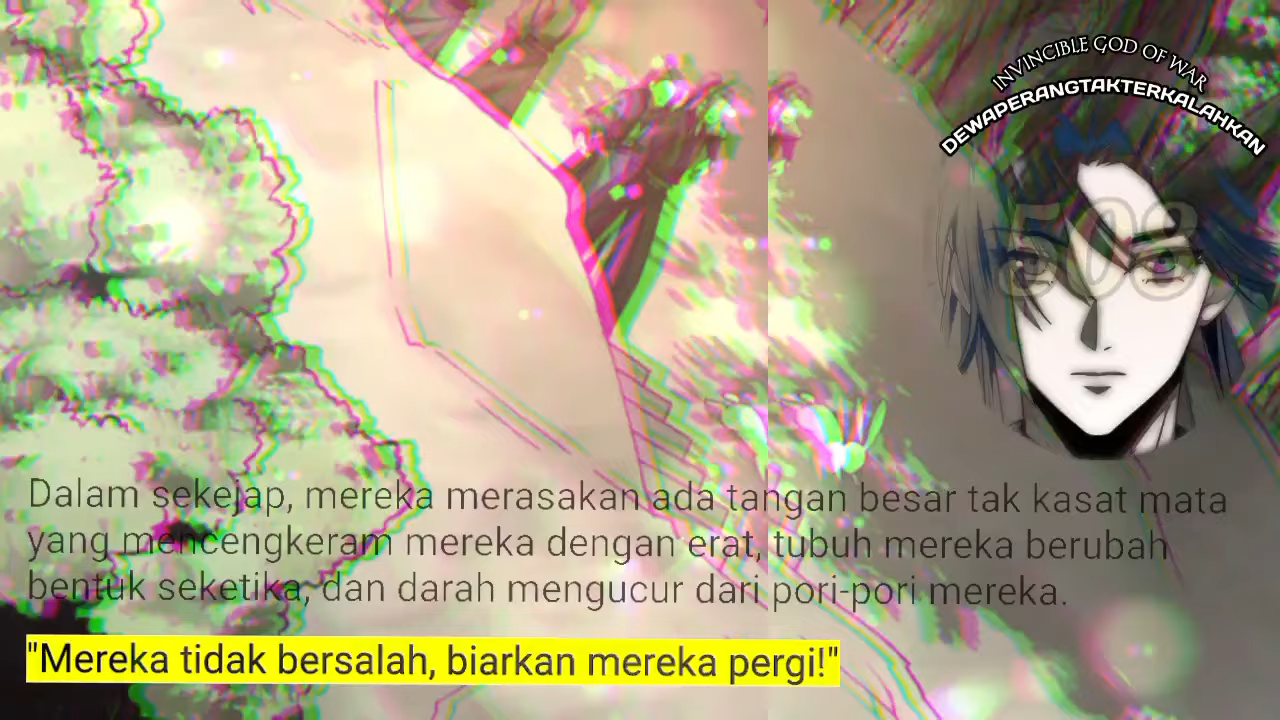 INVINCIBLE GOD OF WAR
DEWAPERANGTAKTERKALAHKAN
508
Dalam sekejap, mereka merasakan ada tangan besar tak kasat mata
yang mencengkeram mereka dengan erat, tubuh mereka berubah
bentuk seketika, dan darah mengucur dari pori-pori mereka.
"Mereka tidak bersalah, biarkan mereka pergi!"